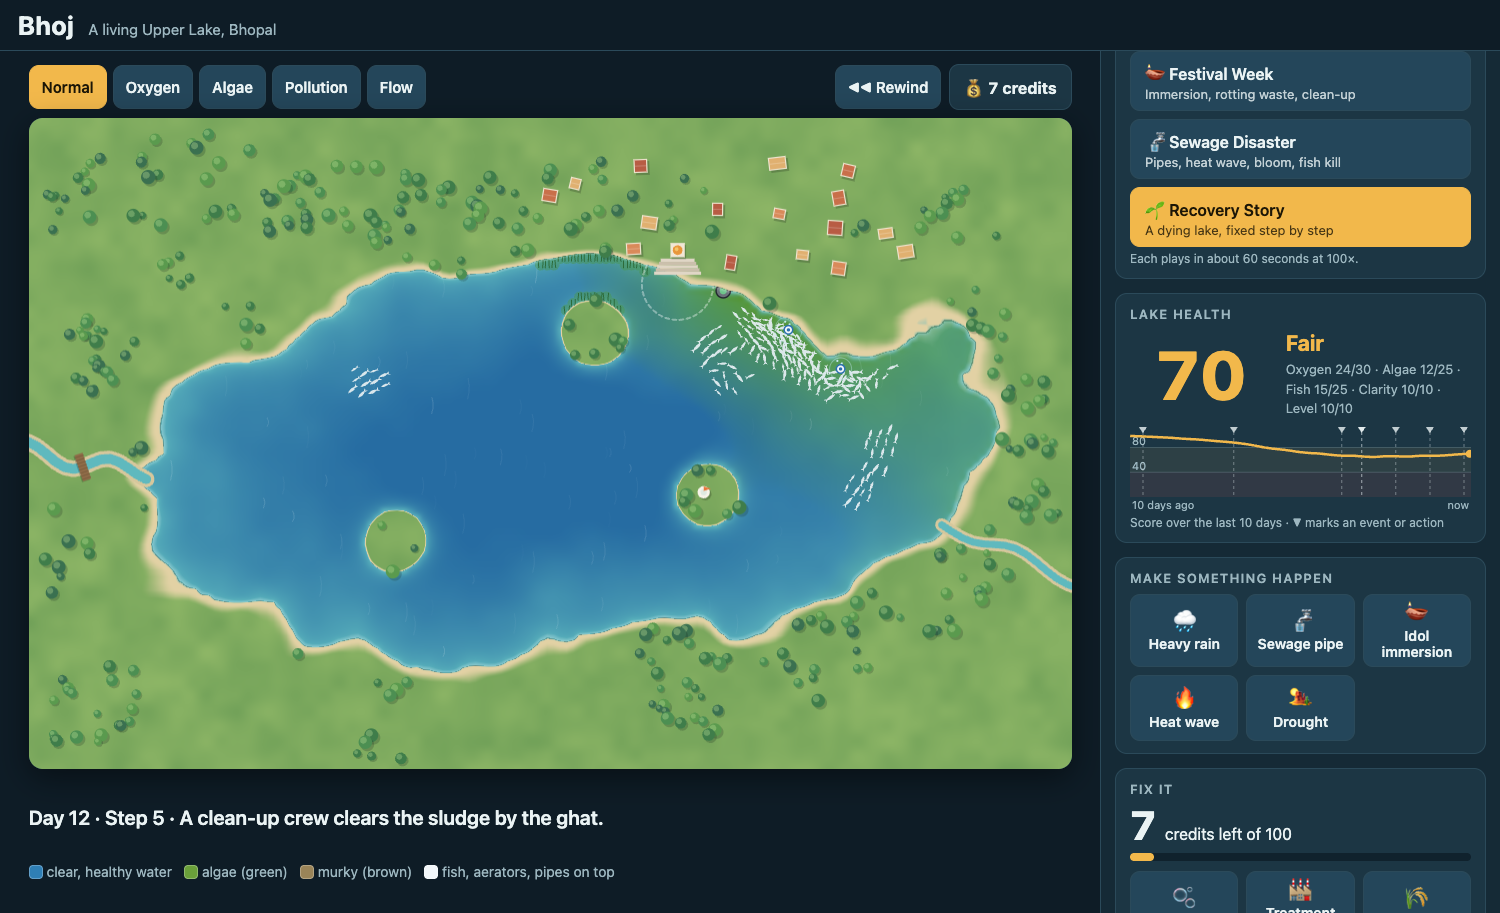 Bhoj A living Upper Lake, Bhopal
Normal
Oxygen
Algae
Pollution
Flow
Rewind
7 credits
Day 12 · Step 5 · A clean-up crew clears the sludge by the ghat.
clear, healthy water
algae (green)
murky (brown)
fish, aerators, pipes on top
Festival Week
Immersion, rotting waste, clean-up
Sewage Disaster
Pipes, heat wave, bloom, fish kill
Recovery Story
A dying lake, fixed step by step
Each plays in about 60 seconds at 100×.
LAKE HEALTH
70
Fair
Oxygen 24/30 · Algae 12/25 ·
Fish 15/25 · Clarity 10/10 ·
Level 10/10
80
40
10 days ago
now
Score over the last 10 days · ▼ marks an event or action
MAKE SOMETHING HAPPEN
Heavy rain
Sewage pipe
Idol
immersion
Heat wave
Drought
FIX IT
7 credits left of 100
Treatment